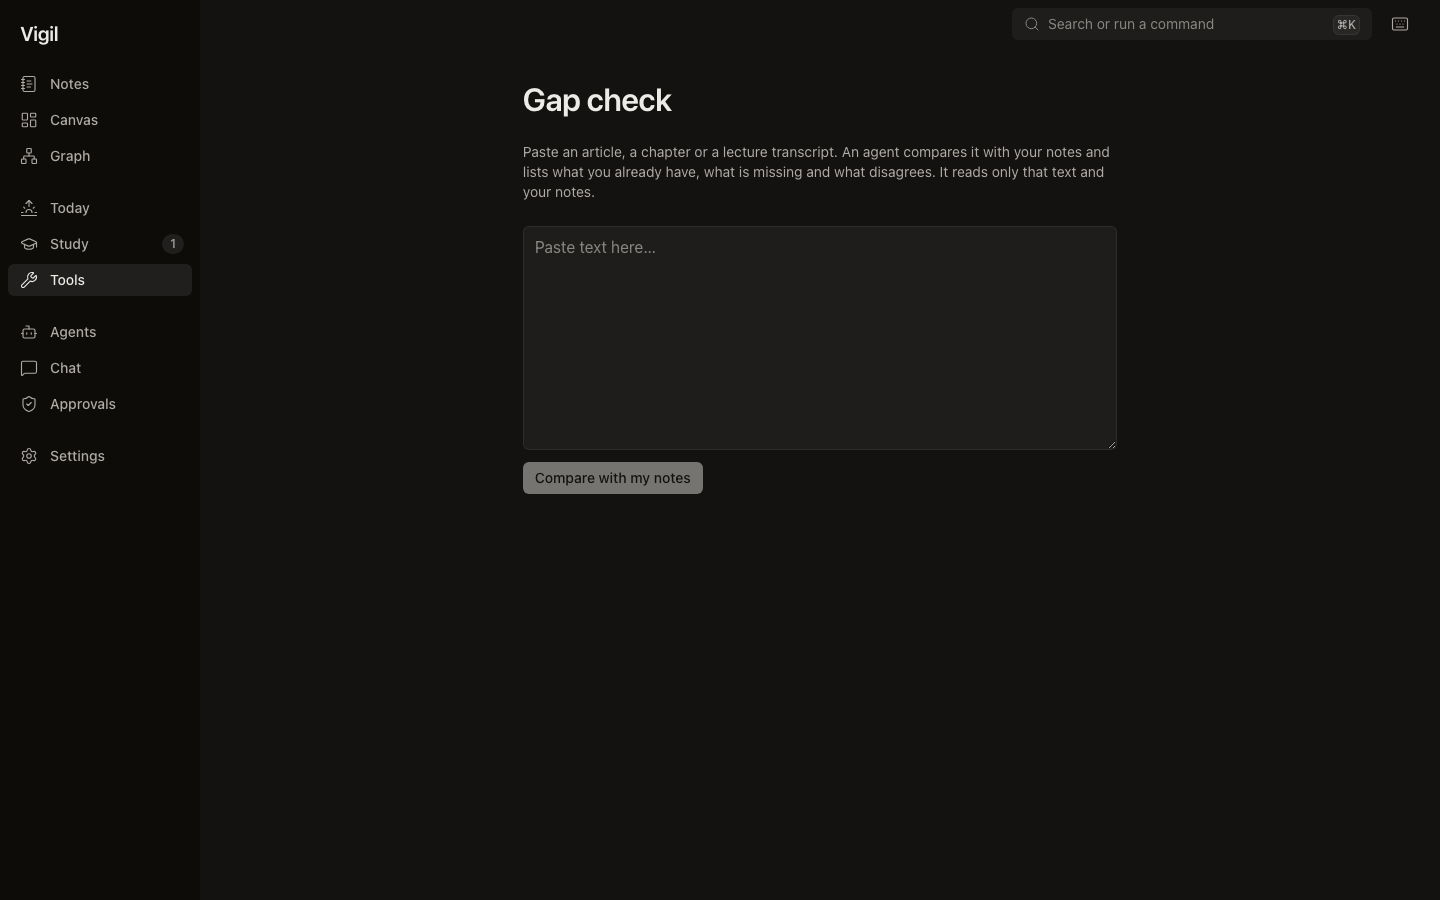 Vigil
Search or run a command
⌘K
Notes
Canvas
Graph
Today
Study
1
Tools
Agents
Chat
Approvals
Settings
Gap check
Paste an article, a chapter or a lecture transcript. An agent compares it with your notes and
lists what you already have, what is missing and what disagrees. It reads only that text and
your notes.
Paste text here...
Compare with my notes